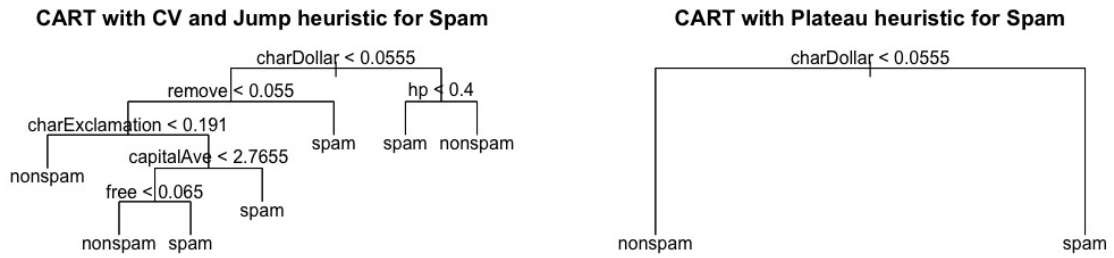 CART with CV and Jump heuristic for Spam
charDollar < 0.0555
remove < 0.055
hp < 0.4
charExclamation < 0.191
spam
spam
nonspam
capitalAve < 2.7655
nonspam
free < 0.065
spam
nonspam
spam
CART with Plateau heuristic for Spam
charDollar < 0.0555
nonspam
spam